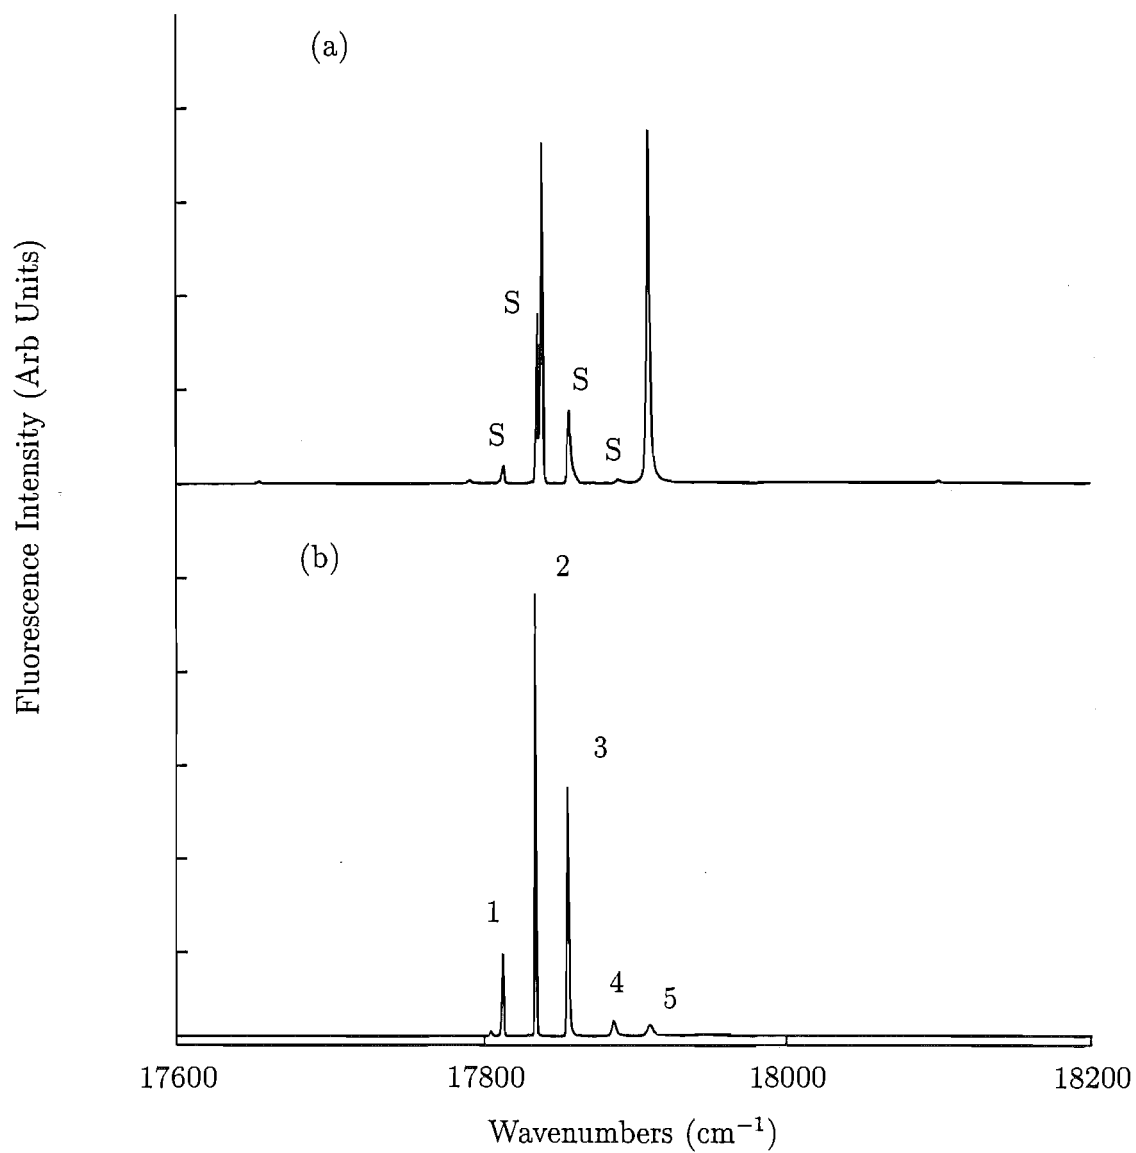 (a)
S
S
S
S
Fluorescence Intensity (Arb Units)
(b)
2
3
1
4
5
17600 17800 18000 18200
Wavenumbers (cm⁻¹)